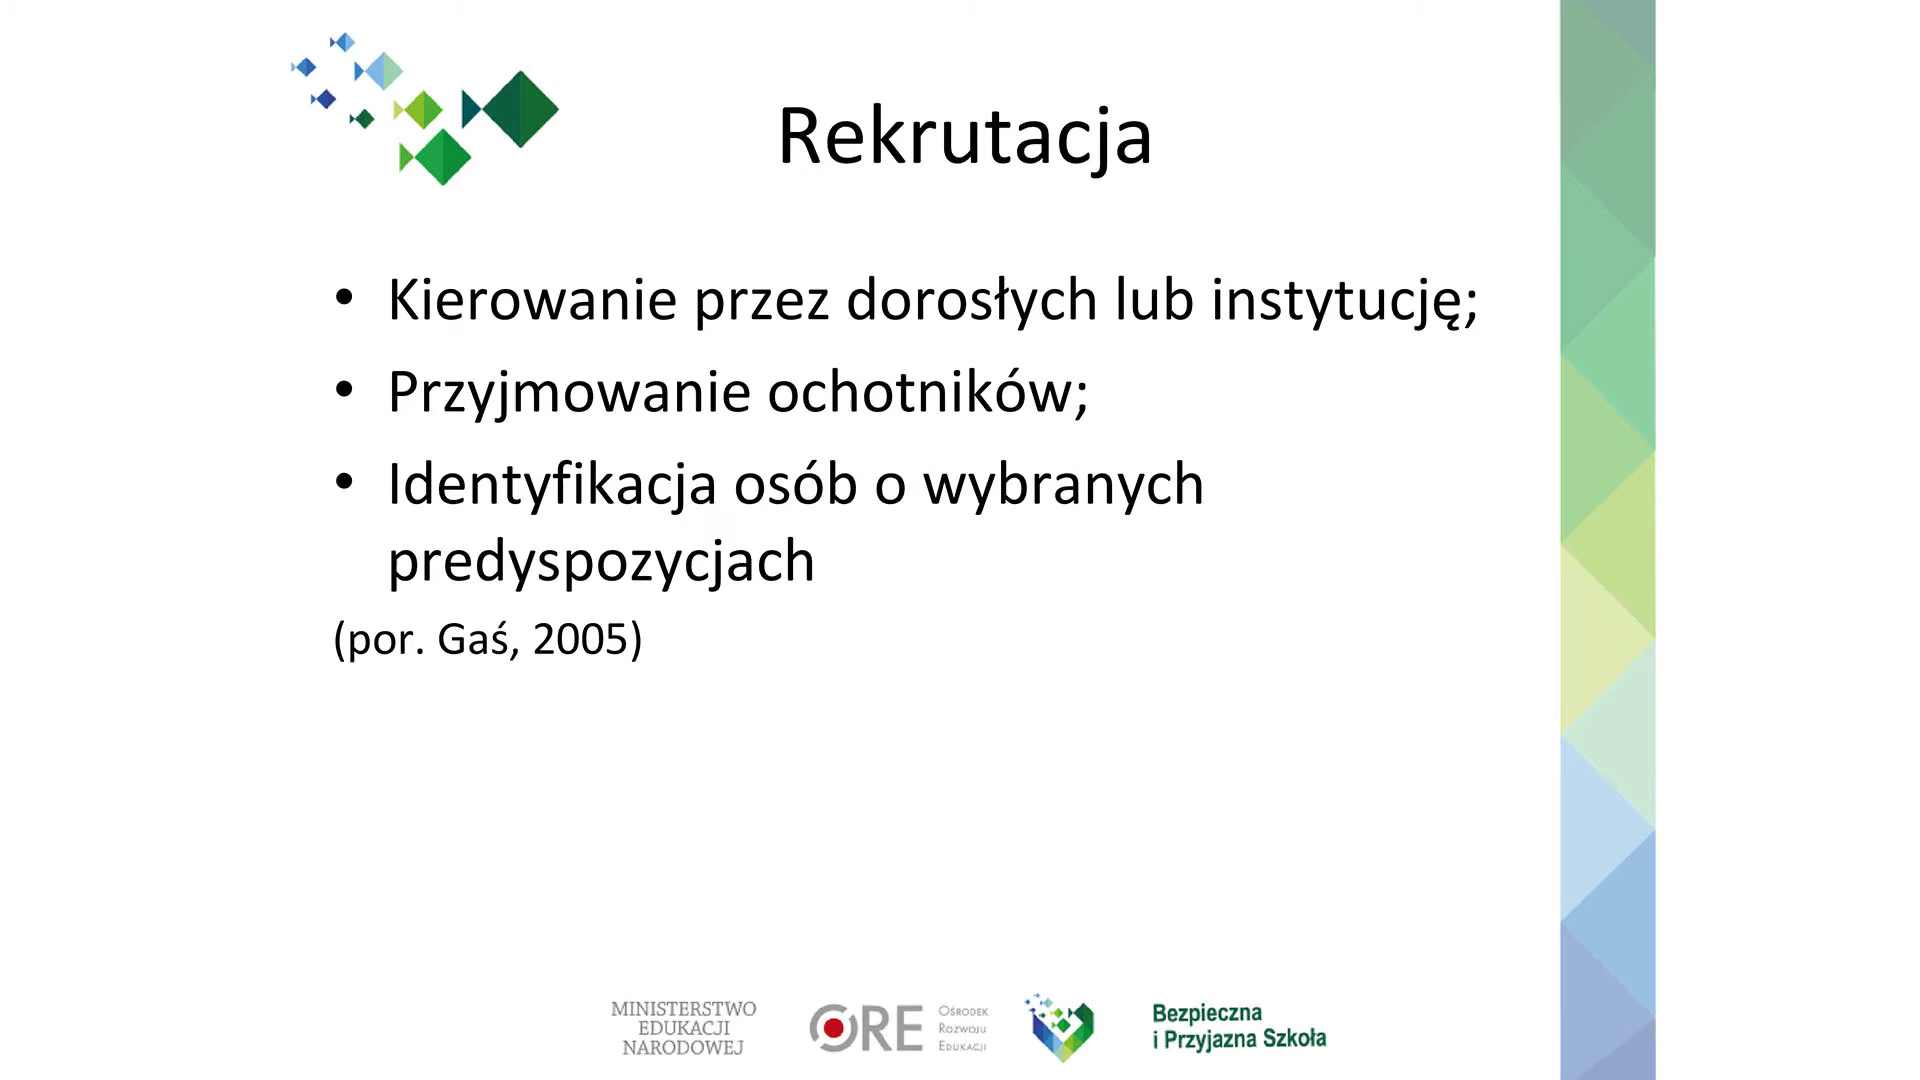 Rekrutacja
• Kierowanie przez dorosłych lub instytucję;
• Przyjmowanie ochotników;
• Identyfikacja osób o wybranych
predyspozycjach
(por. Gaś, 2005)
MINISTERSTWO
EDUKACJI
NARODOWEJ
ORE
Ośrodek
Rozwoju
Edukacji
Bezpieczna
i Przyjazna Szkoła